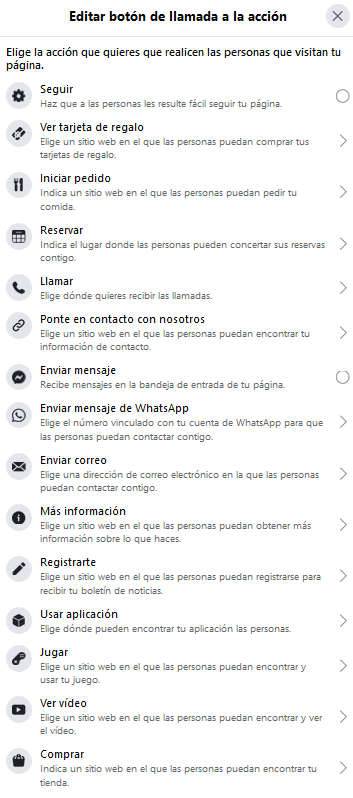 Editar botón de llamada a la acción
Elige la acción que quieres que realicen las personas que visitan tu
página.
Seguir
Haz que a las personas les resulte fácil seguir tu página.
Ver tarjeta de regalo
Elige un sitio web en el que las personas puedan comprar tus
tarjetas de regalo.
Iniciar pedido
Indica un sitio web en el que las personas puedan pedir tu
comida.
Reservar
Indica el lugar donde las personas pueden concertar sus reservas
contigo.
Llamar
Elige dónde quieres recibir las llamadas.
Ponte en contacto con nosotros
Elige un sitio web en el que las personas puedan encontrar tu
información de contacto.
Enviar mensaje
Recibe mensajes en la bandeja de entrada de tu página.
Enviar mensaje de WhatsApp
Elige el número vinculado con tu cuenta de WhatsApp para que
las personas puedan contactar contigo.
Enviar correo
Elige una dirección de correo electrónico en la que las personas
puedan contactar contigo.
Más información
Elige un sitio web en el que las personas puedan obtener más
información sobre lo que haces.
Registrarte
Elige un sitio web en el que las personas puedan registrarse para
recibir tu boletín de noticias.
Usar aplicación
Elige dónde pueden encontrar tu aplicación las personas.
Jugar
Elige un sitio web en el que las personas puedan encontrar y
usar tu juego.
Ver vídeo
Elige un sitio web en el que las personas puedan encontrar y ver
el vídeo.
Comprar
Indica un sitio web en el que las personas puedan encontrar tu
tienda.